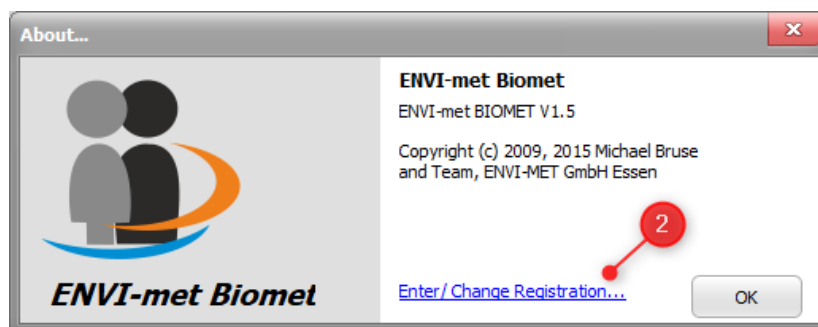 About...
ENVI-met Biomet
ENVI-met BIOMET V1.5
Copyright (c) 2009, 2015 Michael Bruse
and Team, ENVI-MET GmbH Essen
2
ENVI-met Biomet
Enter/ Change Registration...
OK